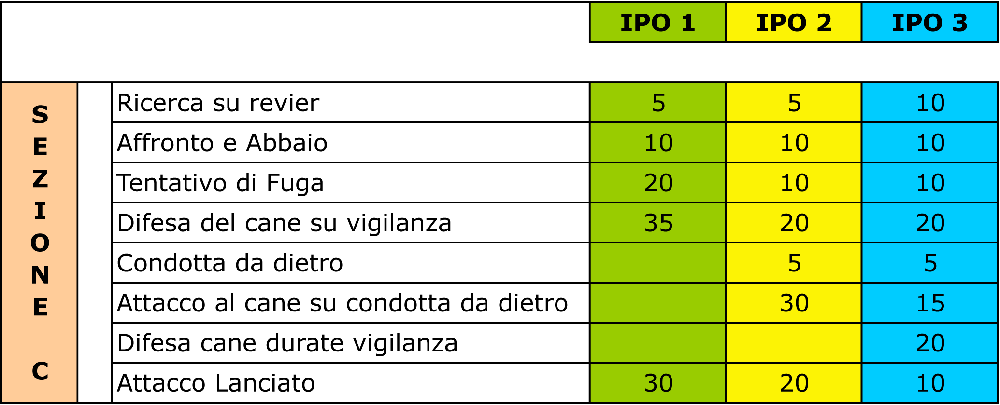 IPO 1 IPO 2 IPO 3
SEZIONE C
Ricerca su revier 5 5 10
Affronto e Abbaio 10 10 10
Tentativo di Fuga 20 10 10
Difesa del cane su vigilanza 35 20 20
Condotta da dietro 5 5
Attacco al cane su condotta da dietro 30 15
Difesa cane durate vigilanza 20
Attacco Lanciato 30 20 10